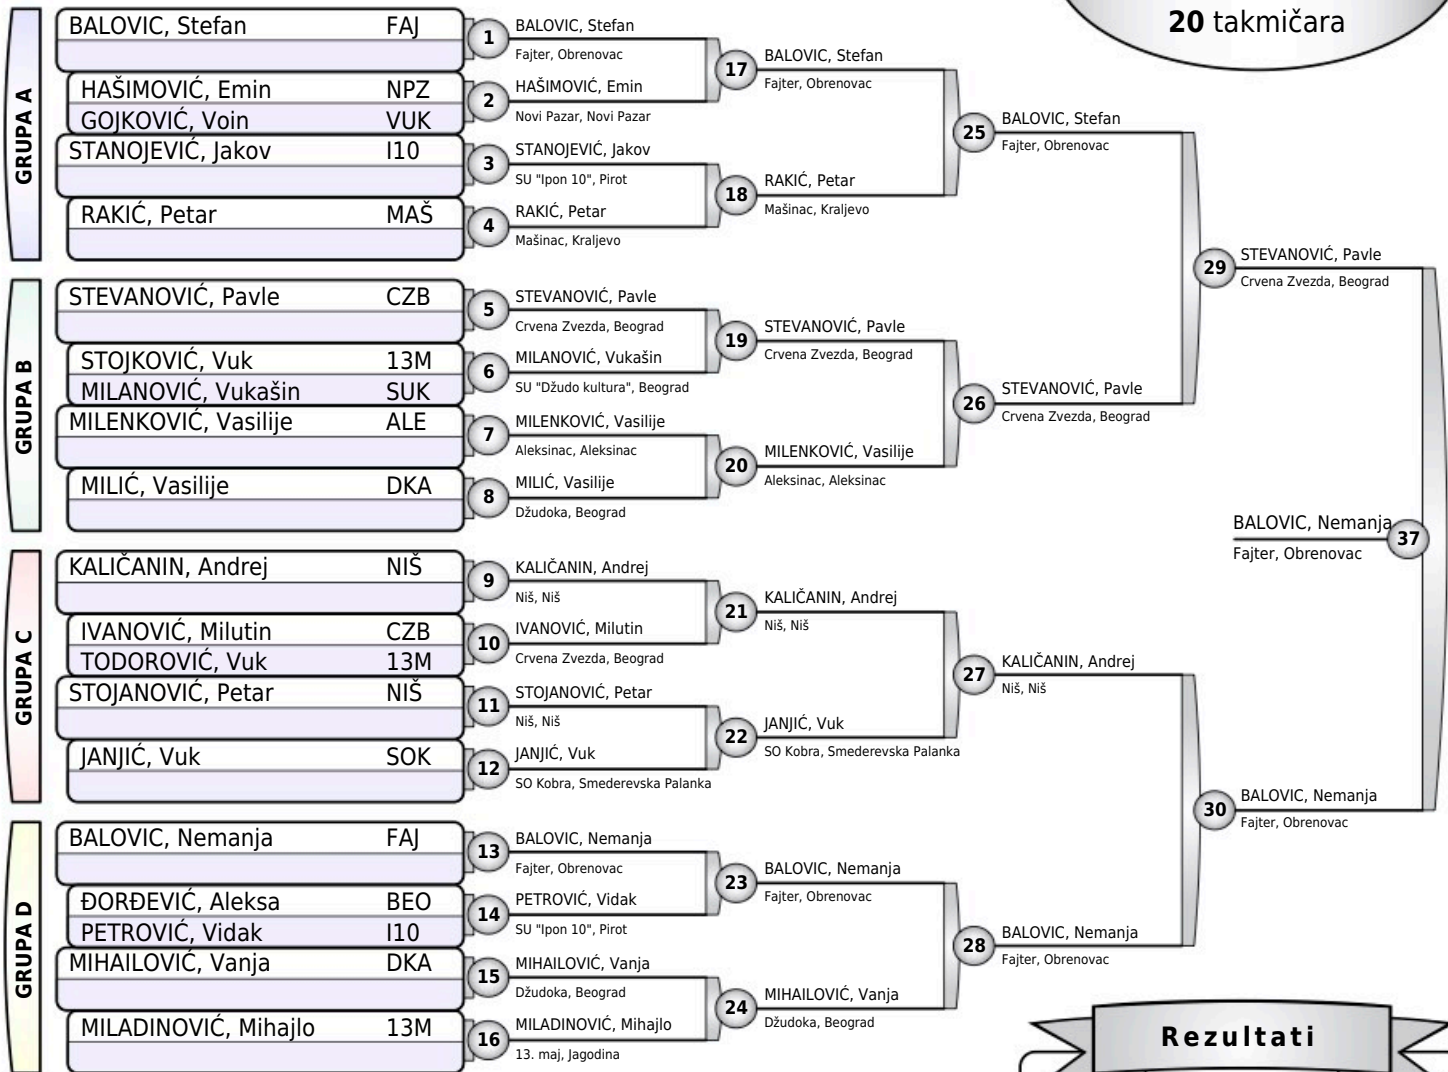 20 takmičara
GRUPA A
BALOVIC, Stefan FAJ
HAŠIMOVIĆ, Emin NPZ
GOJKOVIĆ, Voin VUK
STANOJEVIĆ, Jakov I10
RAKIĆ, Petar MAŠ
GRUPA B
STEVANOVIĆ, Pavle CZB
STOJKOVIĆ, Vuk 13M
MILANOVIĆ, Vukašin SUK
MILENKOVIĆ, Vasilije ALE
MILIĆ, Vasilije DKA
GRUPA C
KALIČANIN, Andrej NIŠ
IVANOVIĆ, Milutin CZB
TODOROVIĆ, Vuk 13M
STOJANOVIĆ, Petar NIŠ
JANJIĆ, Vuk SOK
GRUPA D
BALOVIC, Nemanja FAJ
ĐORĐEVIĆ, Aleksa BEO
PETROVIĆ, Vidak I10
MIHAILOVIĆ, Vanja DKA
MILADINOVIĆ, Mihajlo 13M
1 BALOVIC, Stefan
Fajter, Obrenovac
2 HAŠIMOVIĆ, Emin
Novi Pazar, Novi Pazar
3 STANOJEVIĆ, Jakov
SU "Ipon 10", Pirot
4 RAKIĆ, Petar
Mašinac, Kraljevo
5 STEVANOVIĆ, Pavle
Crvena Zvezda, Beograd
6 MILANOVIĆ, Vukašin
SU "Džudo kultura", Beograd
7 MILENKOVIĆ, Vasilije
Aleksinac, Aleksinac
8 MILIĆ, Vasilije
Džudoka, Beograd
9 KALIČANIN, Andrej
Niš, Niš
10 IVANOVIĆ, Milutin
Crvena Zvezda, Beograd
11 STOJANOVIĆ, Petar
Niš, Niš
12 JANJIĆ, Vuk
SO Kobra, Smederevska Palanka
13 BALOVIC, Nemanja
Fajter, Obrenovac
14 PETROVIĆ, Vidak
SU "Ipon 10", Pirot
15 MIHAILOVIĆ, Vanja
Džudoka, Beograd
16 MILADINOVIĆ, Mihajlo
13. maj, Jagodina
17 BALOVIC, Stefan
Fajter, Obrenovac
18 RAKIĆ, Petar
Mašinac, Kraljevo
19 STEVANOVIĆ, Pavle
Crvena Zvezda, Beograd
20 MILENKOVIĆ, Vasilije
Aleksinac, Aleksinac
21 KALIČANIN, Andrej
Niš, Niš
22 JANJIĆ, Vuk
SO Kobra, Smederevska Palanka
23 BALOVIC, Nemanja
Fajter, Obrenovac
24 MIHAILOVIĆ, Vanja
Džudoka, Beograd
25 BALOVIC, Stefan
Fajter, Obrenovac
26 STEVANOVIĆ, Pavle
Crvena Zvezda, Beograd
27 KALIČANIN, Andrej
Niš, Niš
28 BALOVIC, Nemanja
Fajter, Obrenovac
29 STEVANOVIĆ, Pavle
Crvena Zvezda, Beograd
30 BALOVIC, Nemanja
Fajter, Obrenovac
BALOVIC, Nemanja 37
Fajter, Obrenovac
Rezultati